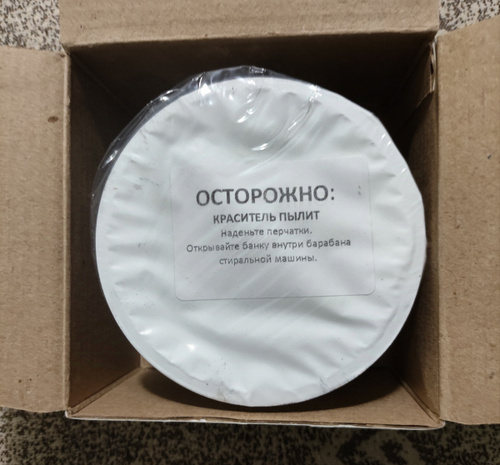 ОСТОРОЖНО:
КРАСИТЕЛЬ ПЫЛИТ
Наденьте перчатки.
Открывайте банку внутри барабана
стиральной машины.